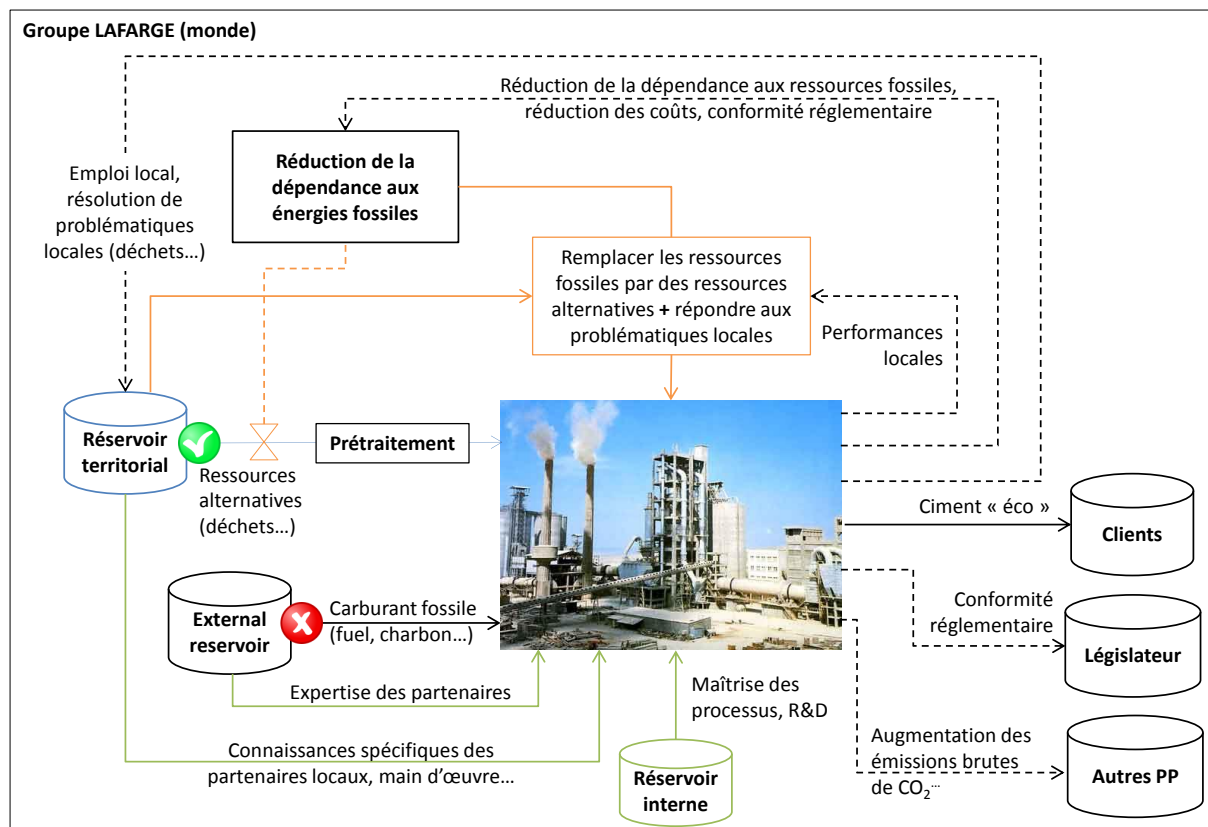 Groupe LAFARGE (monde)
Réduction de la dépendance aux ressources fossiles,
réduction des coûts, conformité réglementaire
Réduction de la
dépendance aux
énergies fossiles
Emploi local,
résolution de
problématiques
locales (déchets…)
Remplacer les ressources
fossiles par des ressources
alternatives + répondre aux
problématiques locales
Performances
locales
Réservoir
territorial
Prétraitement
Ressources
alternatives
(déchets…)
Ciment « éco »
Clients
External
reservoir
Carburant fossile
(fuel, charbon…)
Conformité
réglementaire
Législateur
Expertise des partenaires
Maîtrise des
processus, R&D
Connaissances spécifiques des
partenaires locaux, main d’œuvre…
Réservoir
interne
Augmentation des
émissions brutes
de CO₂…
Autres PP